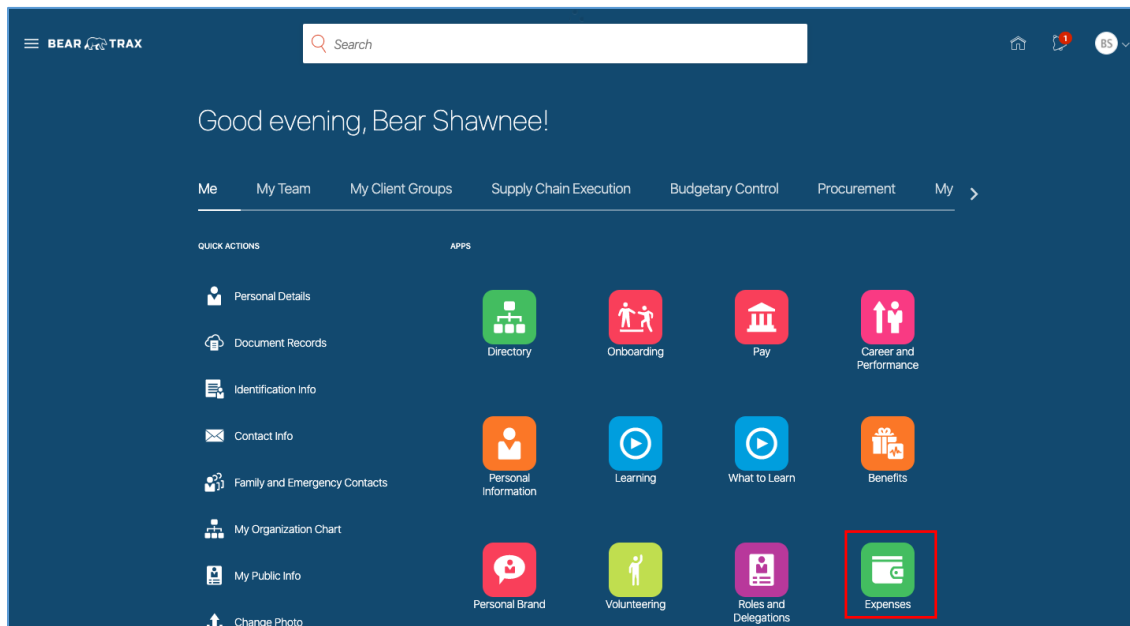 BEAR TRAX
Search
1
BS
Good evening, Bear Shawnee!
Me My Team My Client Groups Supply Chain Execution Budgetary Control Procurement My
QUICK ACTIONS
APPS
Personal Details
Document Records
Identification Info
Contact Info
Family and Emergency Contacts
My Organization Chart
My Public Info
Change Photo
Directory
Onboarding
Pay
Career and
Performance
Personal
Information
Learning
What to Learn
Benefits
Personal Brand
Volunteering
Roles and
Delegations
Expenses